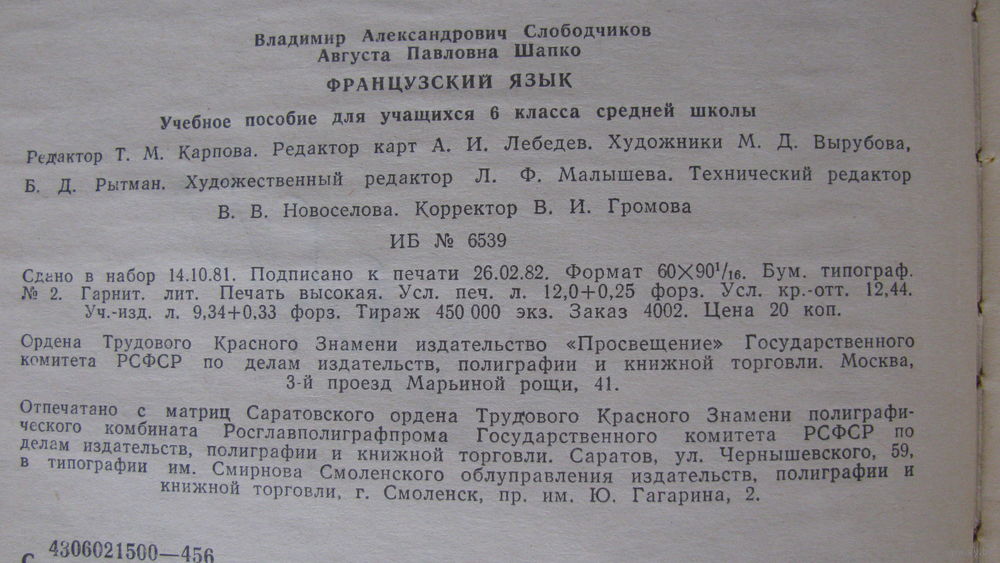 Владимир Александрович Слободчиков
Августа Павловна Шапко
ФРАНЦУЗСКИЙ ЯЗЫК
Учебное пособие для учащихся 6 класса средней школы
Редактор Т. М. Карпова. Редактор карт А. И. Лебедев. Художники М. Д. Вырубова,
Б. Д. Рытман. Художественный редактор Л. Ф. Малышева. Технический редактор
В. В. Новоселова. Корректор В. И. Громова
ИБ № 6539
Сдано в набор 14.10.81. Подписано к печати 26.02.82. Формат 60×90¹/₁₆. Бум. типограф.
№ 2. Гарнит. лит. Печать высокая. Усл. печ. л. 12,0+0,25 форз. Усл. кр.-отт. 12,44.
Уч.-изд. л. 9,34+0,33 форз. Тираж 450 000 экз. Заказ 4002. Цена 20 коп.
Ордена Трудового Красного Знамени издательство «Просвещение» Государственного
комитета РСФСР по делам издательств, полиграфии и книжной торговли. Москва,
3-й проезд Марьиной рощи, 41.
Отпечатано с матриц Саратовского ордена Трудового Красного Знамени полиграфи-
ческого комбината Росглавполиграфпрома Государственного комитета РСФСР по
делам издательств, полиграфии и книжной торговли. Саратов, ул. Чернышевского, 59,
в типографии им. Смирнова Смоленского облуправления издательств, полиграфии и
книжной торговли, г. Смоленск, пр. им. Ю. Гагарина, 2.
4306021500—456